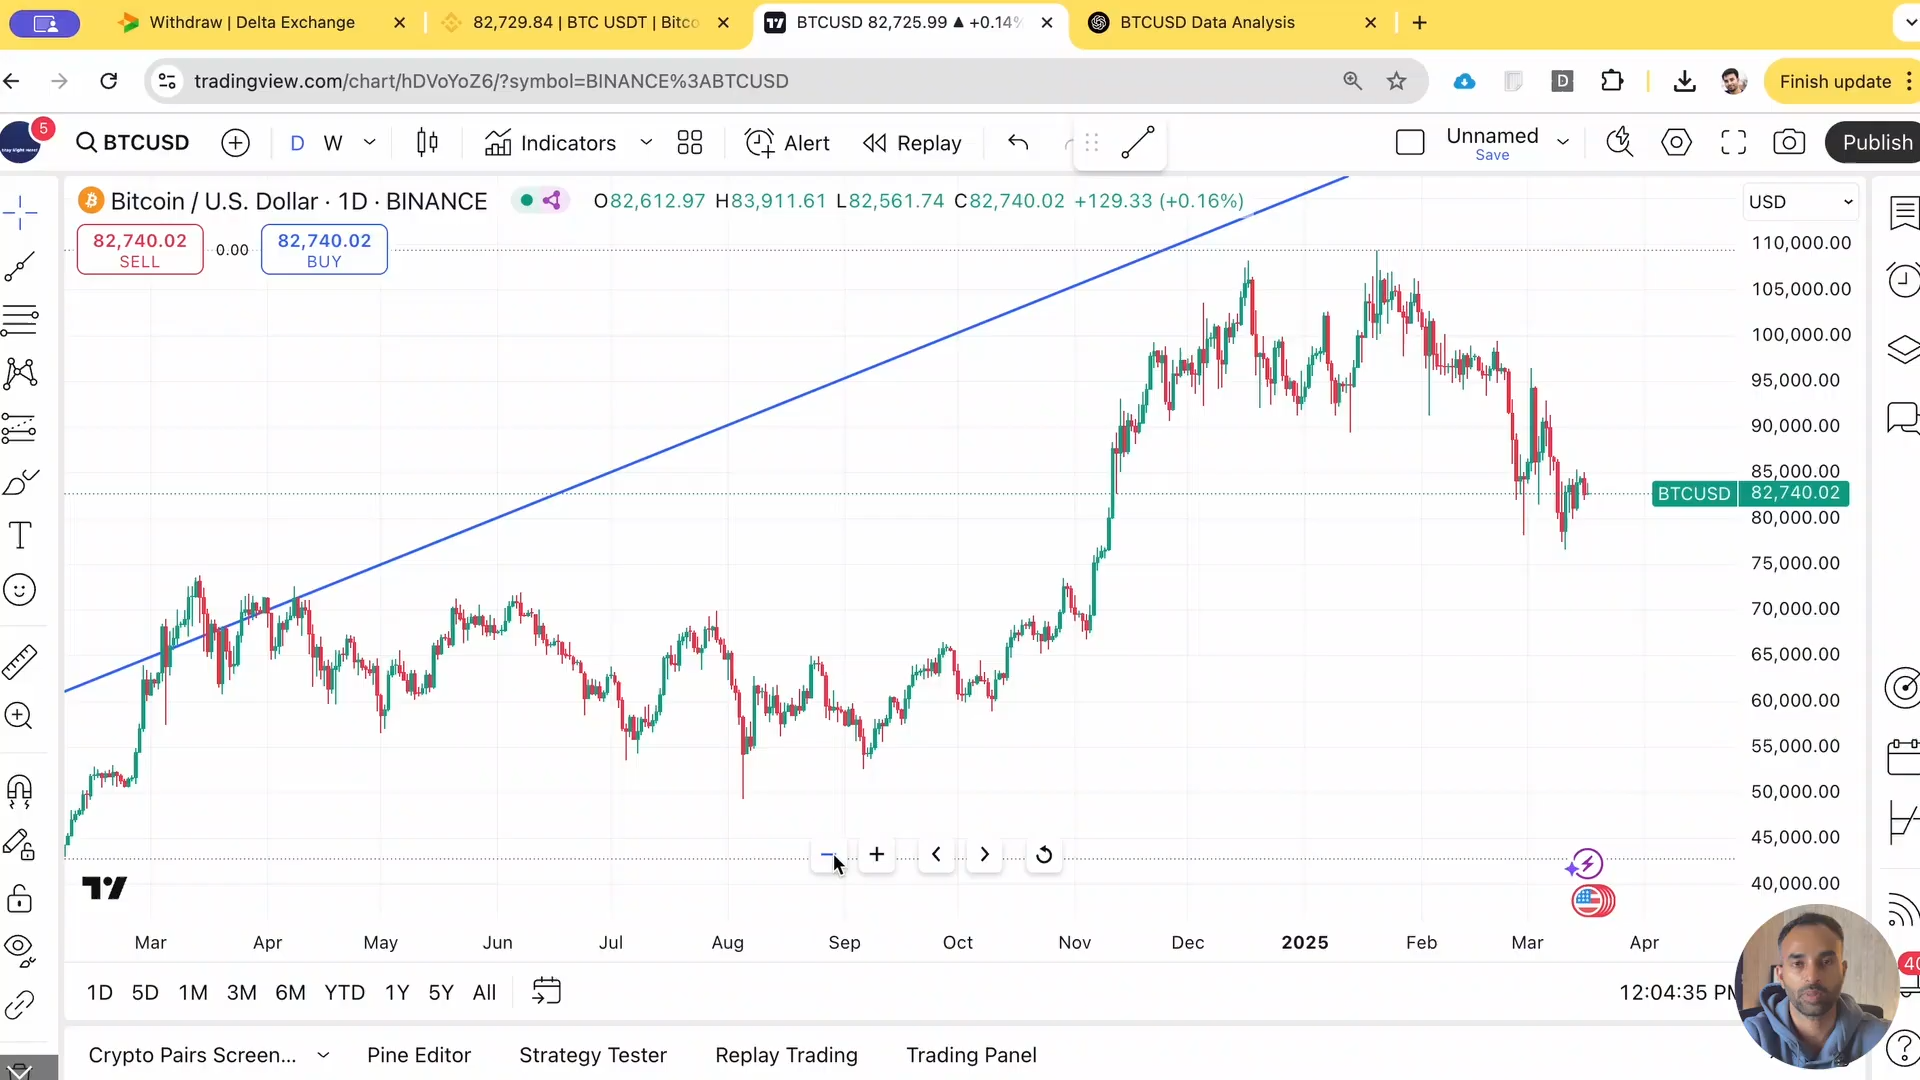 Withdraw | Delta Exchange
82,729.84 | BTC USDT | Bitco
BTCUSD 82,725.99 ▲ +0.14%
BTCUSD Data Analysis
tradingview.com/chart/hDVoYoZ6/?symbol=BINANCE%3ABTCUSD
D
Finish update
5
BTCUSD
D
W
Indicators
Alert
Replay
Unnamed
Save
Publish
Bitcoin / U.S. Dollar · 1D · BINANCE
O82,612.97 H83,911.61 L82,561.74 C82,740.02 +129.33 (+0.16%)
USD
82,740.02
SELL
0.00
82,740.02
BUY
110,000.00
105,000.00
100,000.00
95,000.00
90,000.00
85,000.00
BTCUSD 82,740.02
80,000.00
75,000.00
70,000.00
65,000.00
60,000.00
55,000.00
50,000.00
45,000.00
40,000.00
Mar Apr May Jun Jul Aug Sep Oct Nov Dec 2025 Feb Mar Apr
1D 5D 1M 3M 6M YTD 1Y 5Y All
12:04:35 PM
Crypto Pairs Screen...
Pine Editor
Strategy Tester
Replay Trading
Trading Panel